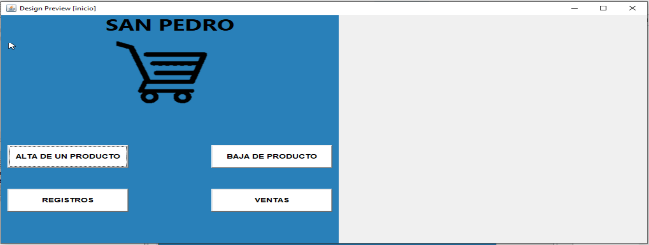 Design Preview [inicio]
SAN PEDRO
ALTA DE UN PRODUCTO
BAJA DE PRODUCTO
REGISTROS
VENTAS